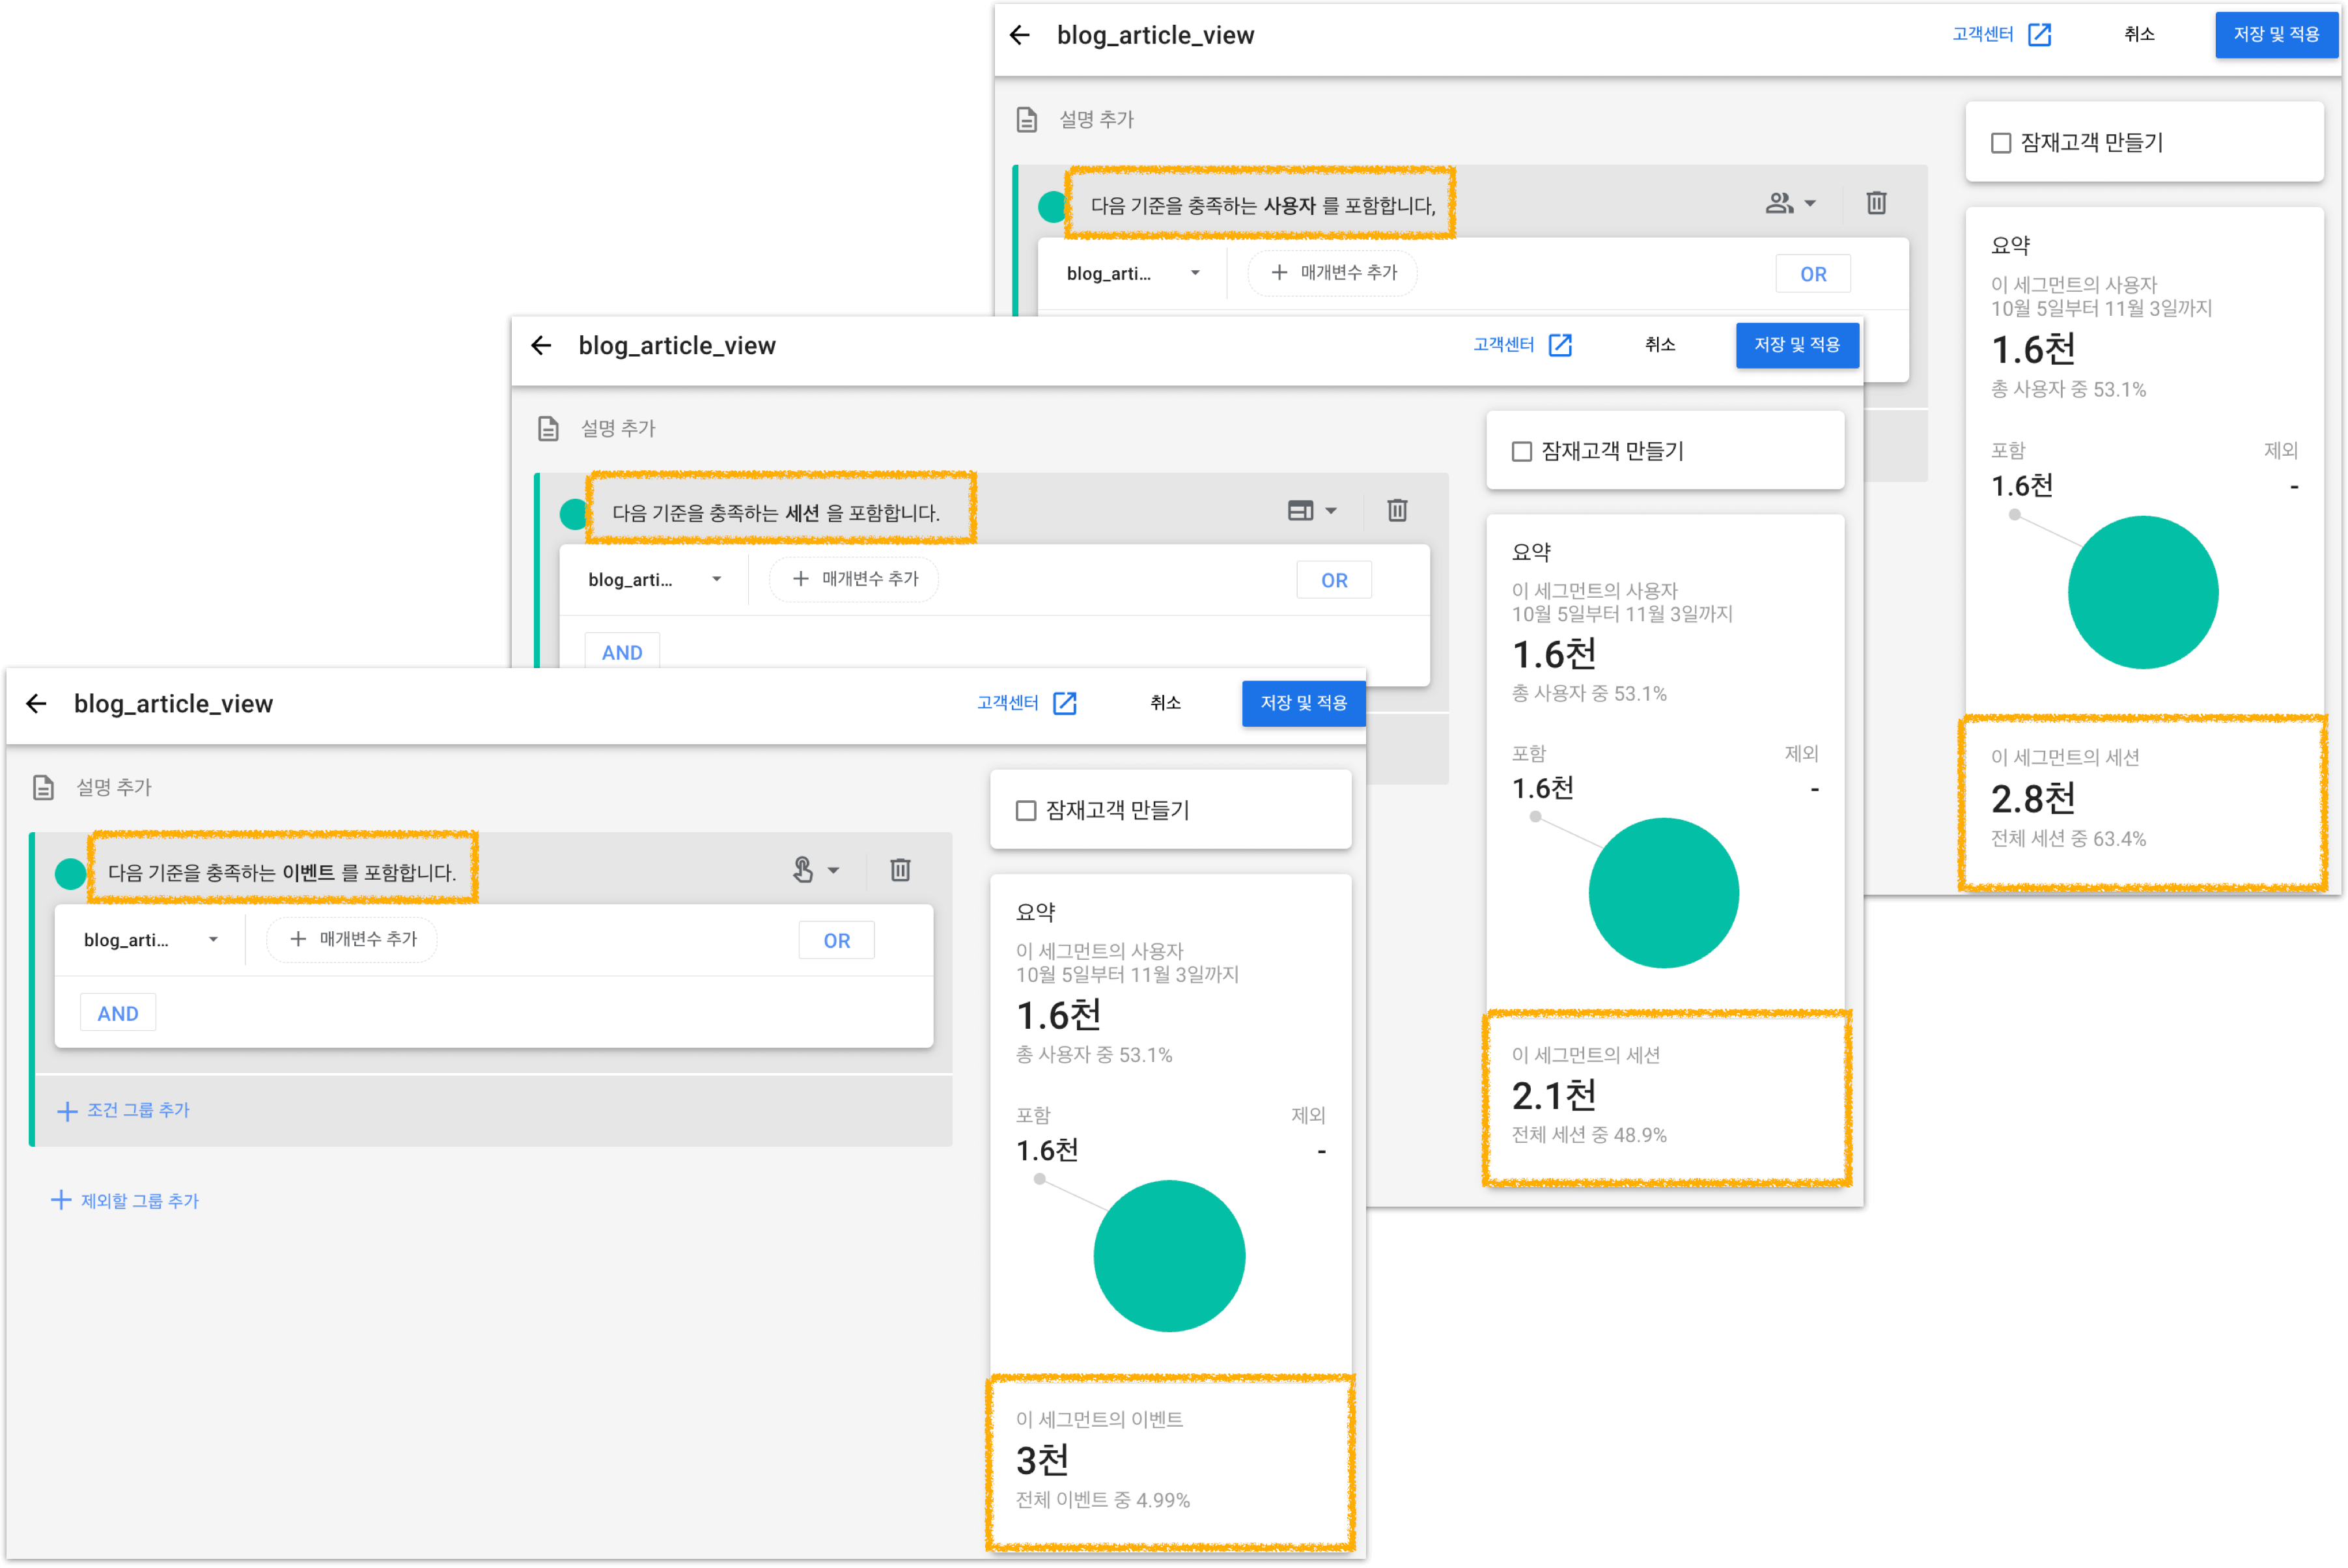 blog_article_view
고객센터
취소
저장 및 적용
설명 추가
다음 기준을 충족하는 사용자 를 포함합니다,
blog_arti...
매개변수 추가
OR
잠재고객 만들기
요약
이 세그먼트의 사용자
10월 5일부터 11월 3일까지
1.6천
총 사용자 중 53.1%
포함
제외
1.6천
-
이 세그먼트의 세션
2.8천
전체 세션 중 63.4%
blog_article_view
고객센터
취소
저장 및 적용
설명 추가
다음 기준을 충족하는 세션 을 포함합니다.
blog_arti...
매개변수 추가
OR
AND
잠재고객 만들기
요약
이 세그먼트의 사용자
10월 5일부터 11월 3일까지
1.6천
총 사용자 중 53.1%
포함
제외
1.6천
-
이 세그먼트의 세션
2.1천
전체 세션 중 48.9%
blog_article_view
고객센터
취소
저장 및 적용
설명 추가
다음 기준을 충족하는 이벤트 를 포함합니다.
blog_arti...
매개변수 추가
OR
AND
조건 그룹 추가
제외할 그룹 추가
잠재고객 만들기
요약
이 세그먼트의 사용자
10월 5일부터 11월 3일까지
1.6천
총 사용자 중 53.1%
포함
제외
1.6천
-
이 세그먼트의 이벤트
3천
전체 이벤트 중 4.99%